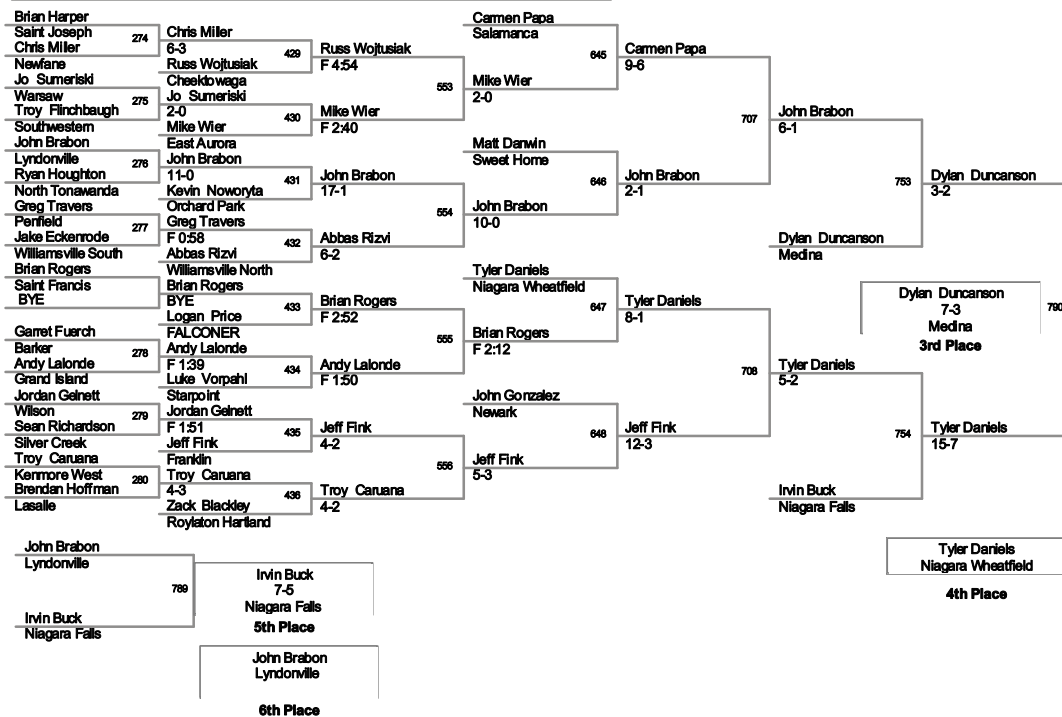 Brian Harper
Saint Joseph
274
Chris Miller
Newfane
Jo Sumeriski
Warsaw
275
Troy Flinchbaugh
Southwestern
John Brabon
Lyndonville
276
Ryan Houghton
North Tonawanda
Greg Travers
Penfield
277
Jake Eckenrode
Williamsville South
Brian Rogers
Saint Francis
BYE
Garret Fuerch
Barker
278
Andy Lalonde
Grand Island
Jordan Gelnett
Wilson
279
Sean Richardson
Silver Creek
Troy Caruana
Kenmore West
280
Brendan Hoffman
Lasalle
Chris Miller
6-3
429
Russ Wojtusiak
Cheektowaga
Jo Sumeriski
2-0
430
Mike Wier
East Aurora
John Brabon
11-0
431
Kevin Noworyta
Orchard Park
Greg Travers
F 0:58
432
Abbas Rizvi
Williamsville North
Brian Rogers
BYE
433
Logan Price
FALCONER
Andy Lalonde
F 1:39
434
Luke Vorpahl
Starpoint
Jordan Gelnett
F 1:51
435
Jeff Fink
Franklin
Troy Caruana
4-3
436
Zack Blackley
Roylaton Hartland
Russ Wojtusiak
F 4:54
553
Mike Wier
F 2:40
John Brabon
17-1
554
Abbas Rizvi
6-2
Brian Rogers
F 2:52
555
Andy Lalonde
F 1:50
Jeff Fink
4-2
556
Troy Caruana
4-2
Carmen Papa
Salamanca
645
Mike Wier
2-0
Matt Darwin
Sweet Home
646
John Brabon
10-0
Tyler Daniels
Niagara Wheatfield
647
Brian Rogers
F 2:12
John Gonzalez
Newark
648
Jeff Fink
5-3
Carmen Papa
9-6
707
John Brabon
2-1
Tyler Daniels
8-1
708
Jeff Fink
12-3
John Brabon
6-1
753
Dylan Duncanson
Medina
Tyler Daniels
5-2
754
Irvin Buck
Niagara Falls
Dylan Duncanson
3-2
Dylan Duncanson
7-3
Medina
790
3rd Place
Tyler Daniels
15-7
Tyler Daniels
Niagara Wheatfield
4th Place
John Brabon
Lyndonville
789
Irvin Buck
Niagara Falls
Irvin Buck
7-5
Niagara Falls
5th Place
John Brabon
Lyndonville
6th Place